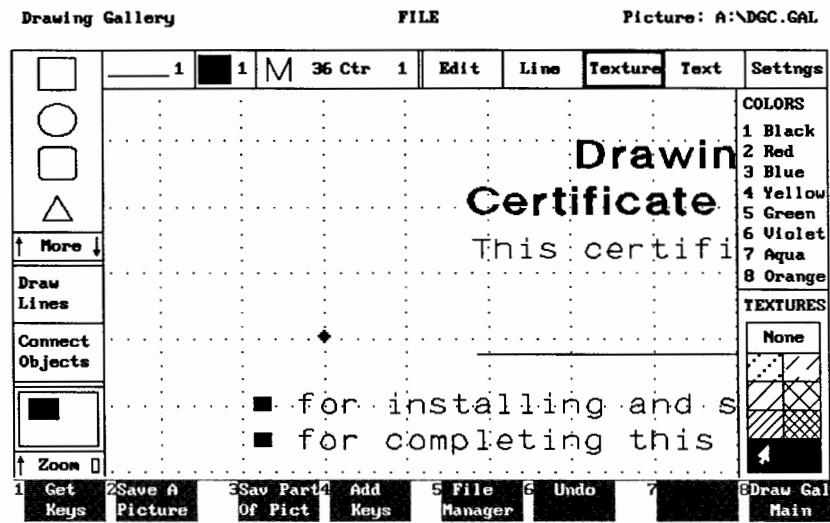 Drawing Gallery FILE Picture: A:\DGC.GAL
1 1 M 36 Ctr 1 Edit Line Texture Text Settngs
COLORS
1 Black
2 Red
3 Blue
4 Yellow
5 Green
6 Violet
7 Aqua
8 Orange
TEXTURES
None
↑ More ↓
Draw
Lines
Connect
Objects
↑ Zoom
Drawin
Certificate
This certifi
for installing and s
for completing this
1 Get Keys
2 Save A Picture
3 Sav Part Of Pict
4 Add Keys
5 File Manager
6 Undo
7
8 Draw Gal Main